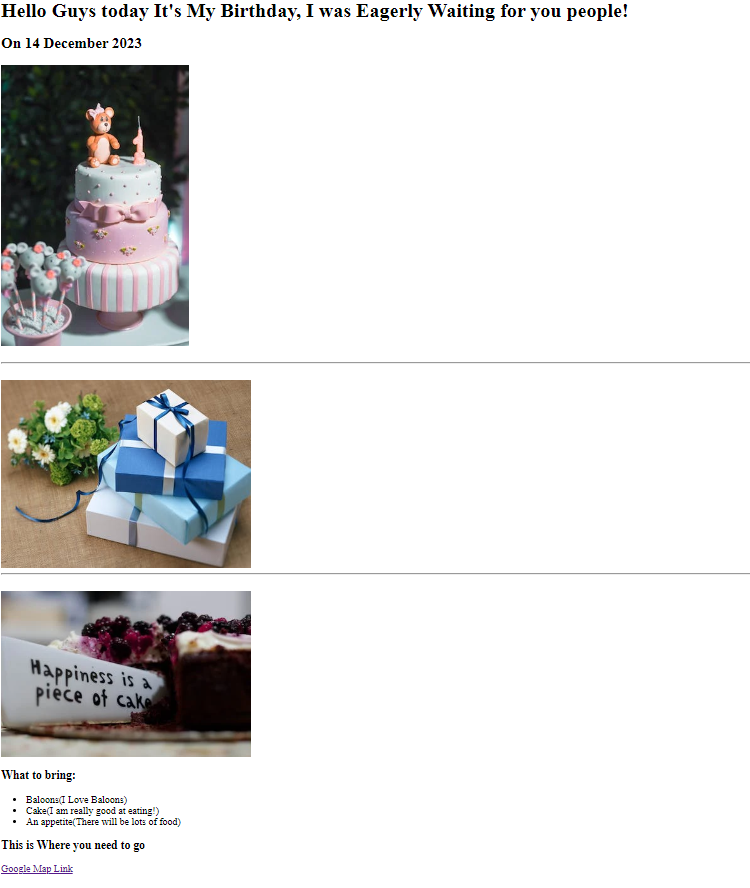 Hello Guys today It's My Birthday, I was Eagerly Waiting for you people!
On 14 December 2023
1
Happiness is a
piece of cake
What to bring:
Baloons(I Love Baloons)
Cake(I am really good at eating!)
An appetite(There will be lots of food)
This is Where you need to go
Google Map Link